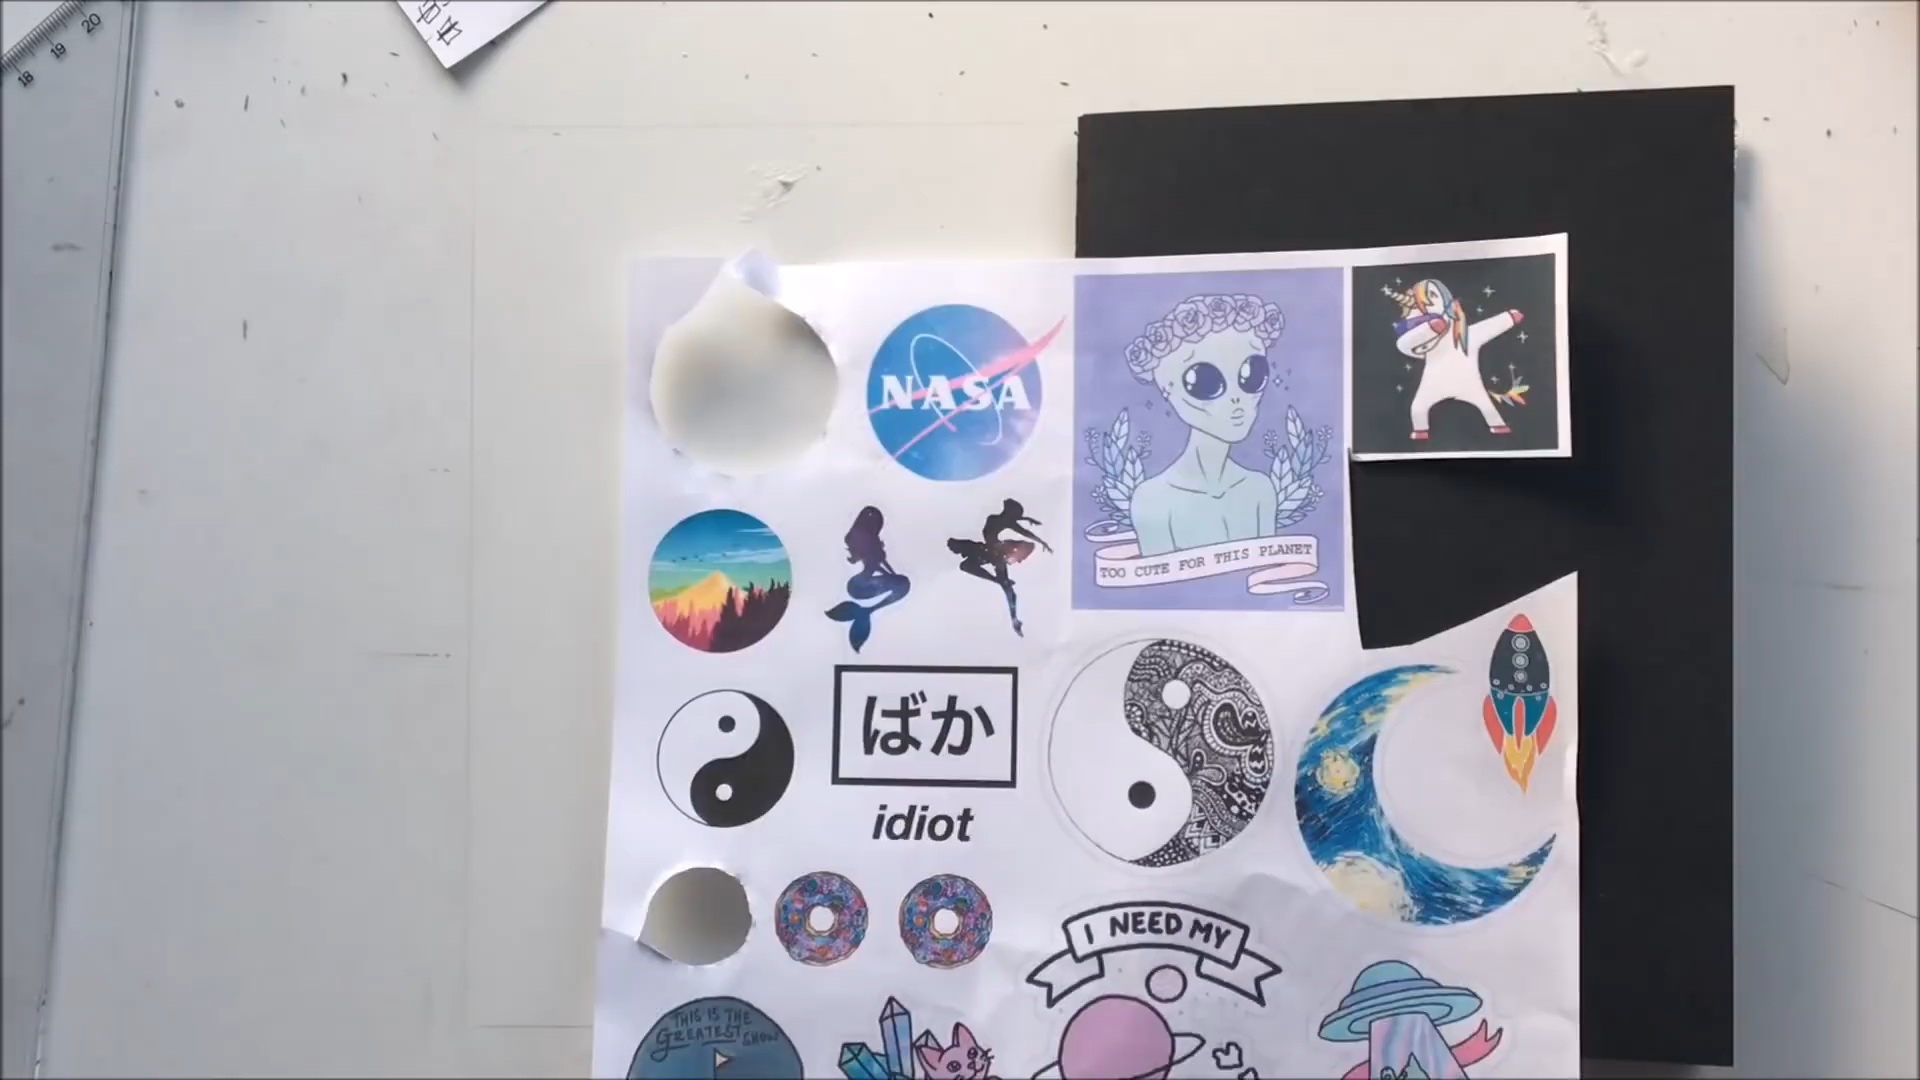 20
19
18
NASA
TOO CUTE FOR THIS PLANET
ばか
idiot
I NEED MY
THIS IS THE
GREATEST SHOW